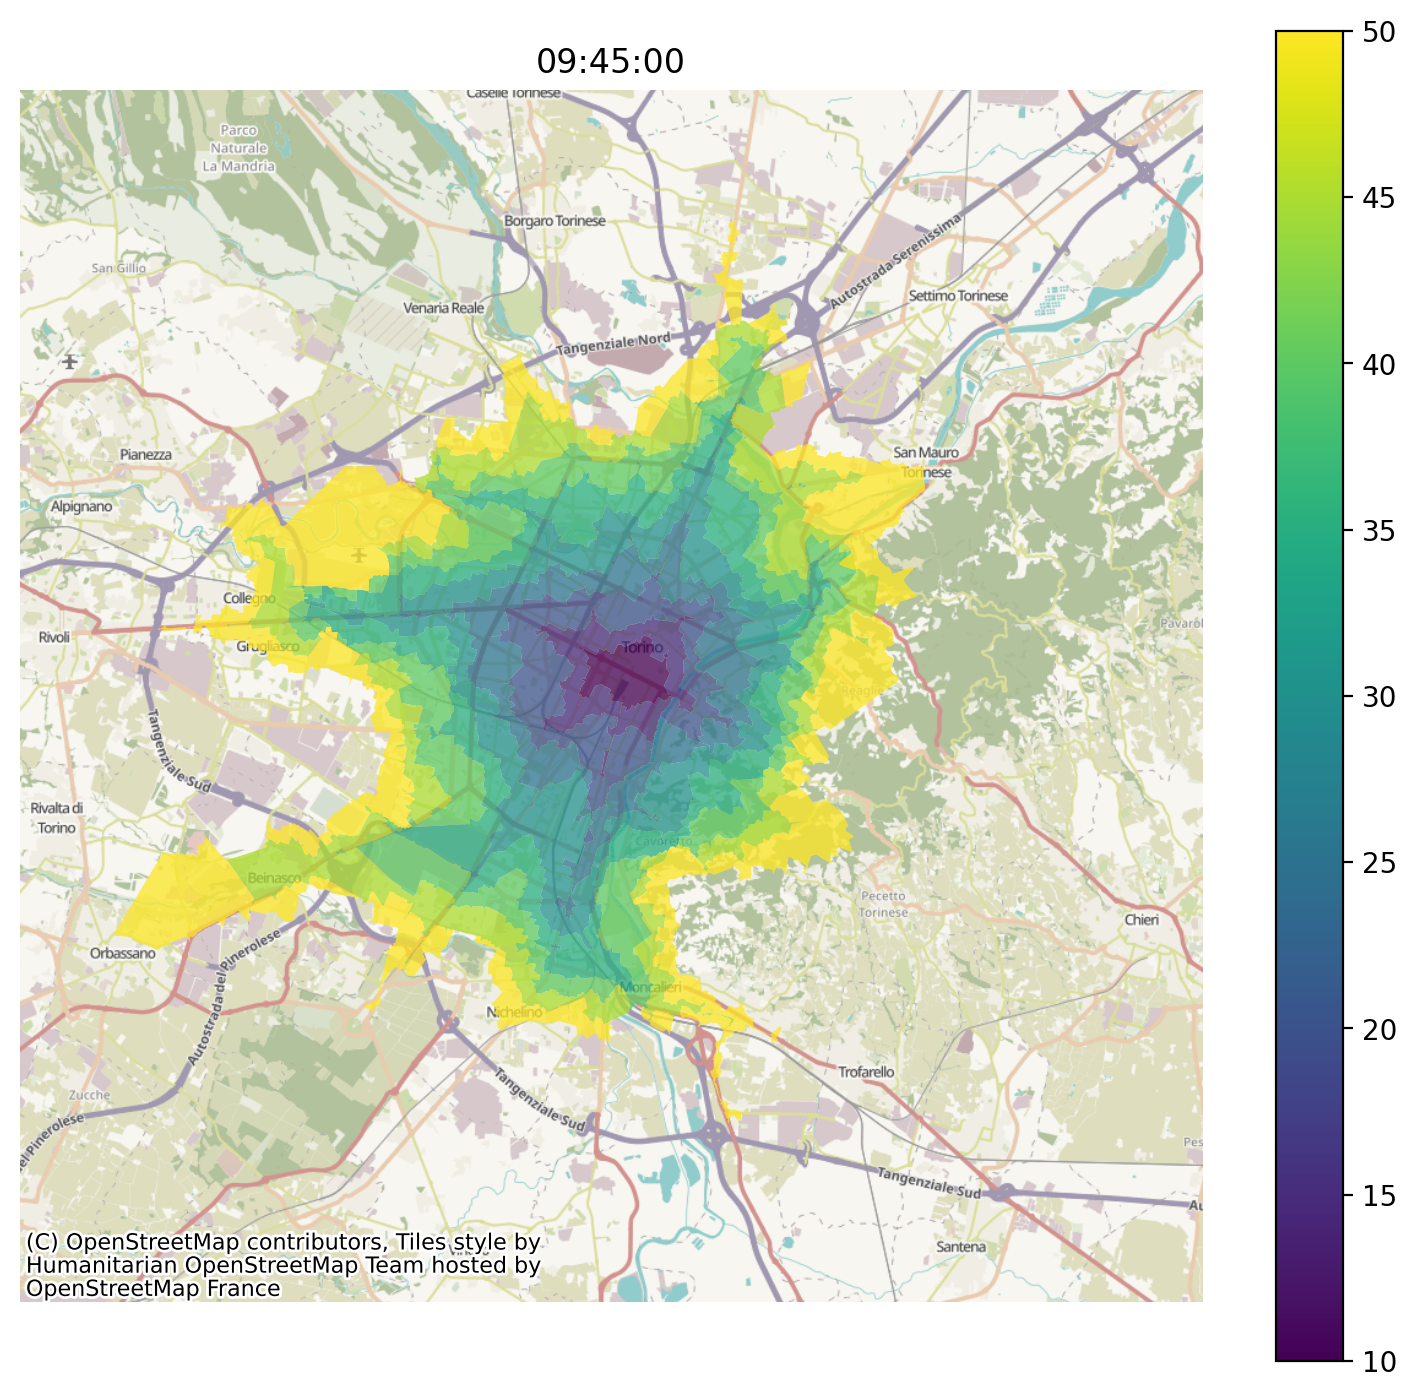 09:45:00
50
Caselle Torinese
Parco
Naturale
La Mandria
45
Borgaro Torinese
Autostrada Serenissima
San Gillio
Settimo Torinese
Venaria Reale
Tangenziale Nord
40
San Mauro
Torinese
Pianezza
Alpignano
35
Collegno
Pavarol
Rivoli
Grugliasco
Torino
Reaglie
30
Tangenziale Sud
Rivalta di
Torino
Cavoretto
25
Beinasco
Pecetto
Torinese
Chieri
Orbassano
Autostrada del Pinerolese
Moncalieri
Nichelino
20
Trofarello
Zucche
Tangenziale Sud
el Pinerolese
Pes
Tangenziale Sud
15
Au
(C) OpenStreetMap contributors, Tiles style by
Santena
Humanitarian OpenStreetMap Team hosted by
OpenStreetMap France
10